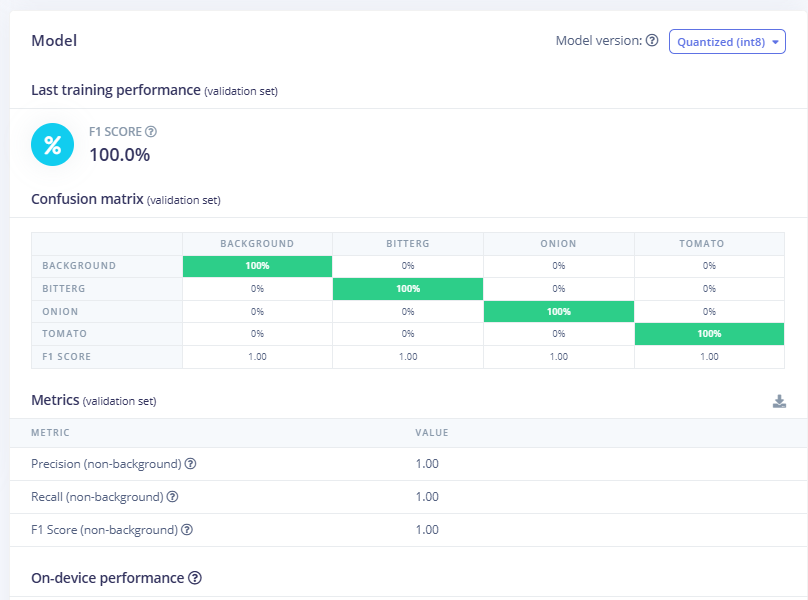 Model
Model version: Quantized (int8)
Last training performance (validation set)
%
F1 SCORE ?
100.0%
Confusion matrix (validation set)
BACKGROUND BITTERG ONION TOMATO
BACKGROUND 100% 0% 0% 0%
BITTERG 0% 100% 0% 0%
ONION 0% 0% 100% 0%
TOMATO 0% 0% 0% 100%
F1 SCORE 1.00 1.00 1.00 1.00
Metrics (validation set)
METRIC VALUE
Precision (non-background) ? 1.00
Recall (non-background) ? 1.00
F1 Score (non-background) ? 1.00
On-device performance ?